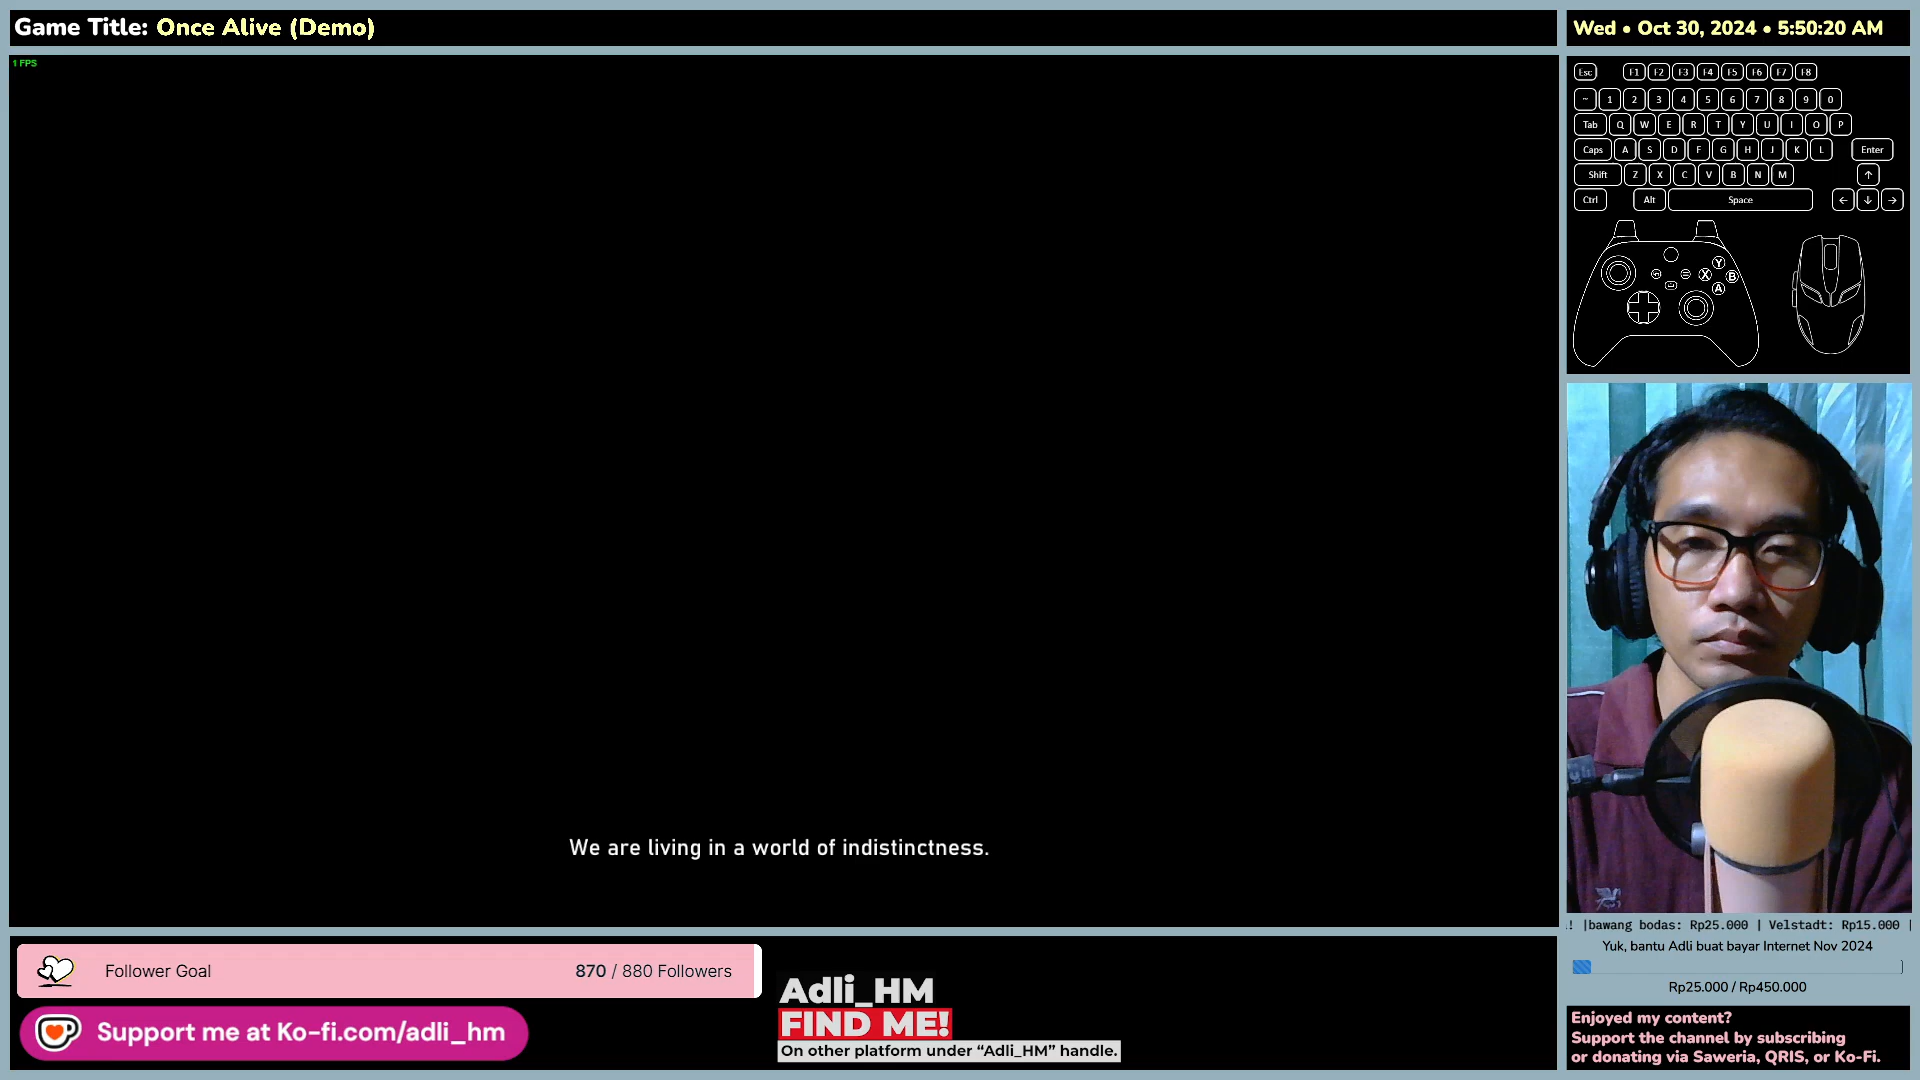 Game Title: Once Alive (Demo)
Wed • Oct 30, 2024 • 5:50:20 AM
1 FPS
Esc F1 F2 F3 F4 F5 F6 F7 F8
~ 1 2 3 4 5 6 7 8 9 0
Tab Q W E R T Y U I O P
Caps A S D F G H J K L Enter
Shift Z X C V B N M ↑
Ctrl Alt Space ← ↓ →
Y
X B
A
We are living in a world of indistinctness.
! |bawang bodas: Rp25.000 | Velstadt: Rp15.000 |
Yuk, bantu Adli buat bayar Internet Nov 2024
Rp25.000 / Rp450.000
Follower Goal 870 / 880 Followers
Support me at Ko-fi.com/adli_hm
Adli_HM
FIND ME!
On other platform under “Adli_HM” handle.
Enjoyed my content?
Support the channel by subscribing
or donating via Saweria, QRIS, or Ko-Fi.